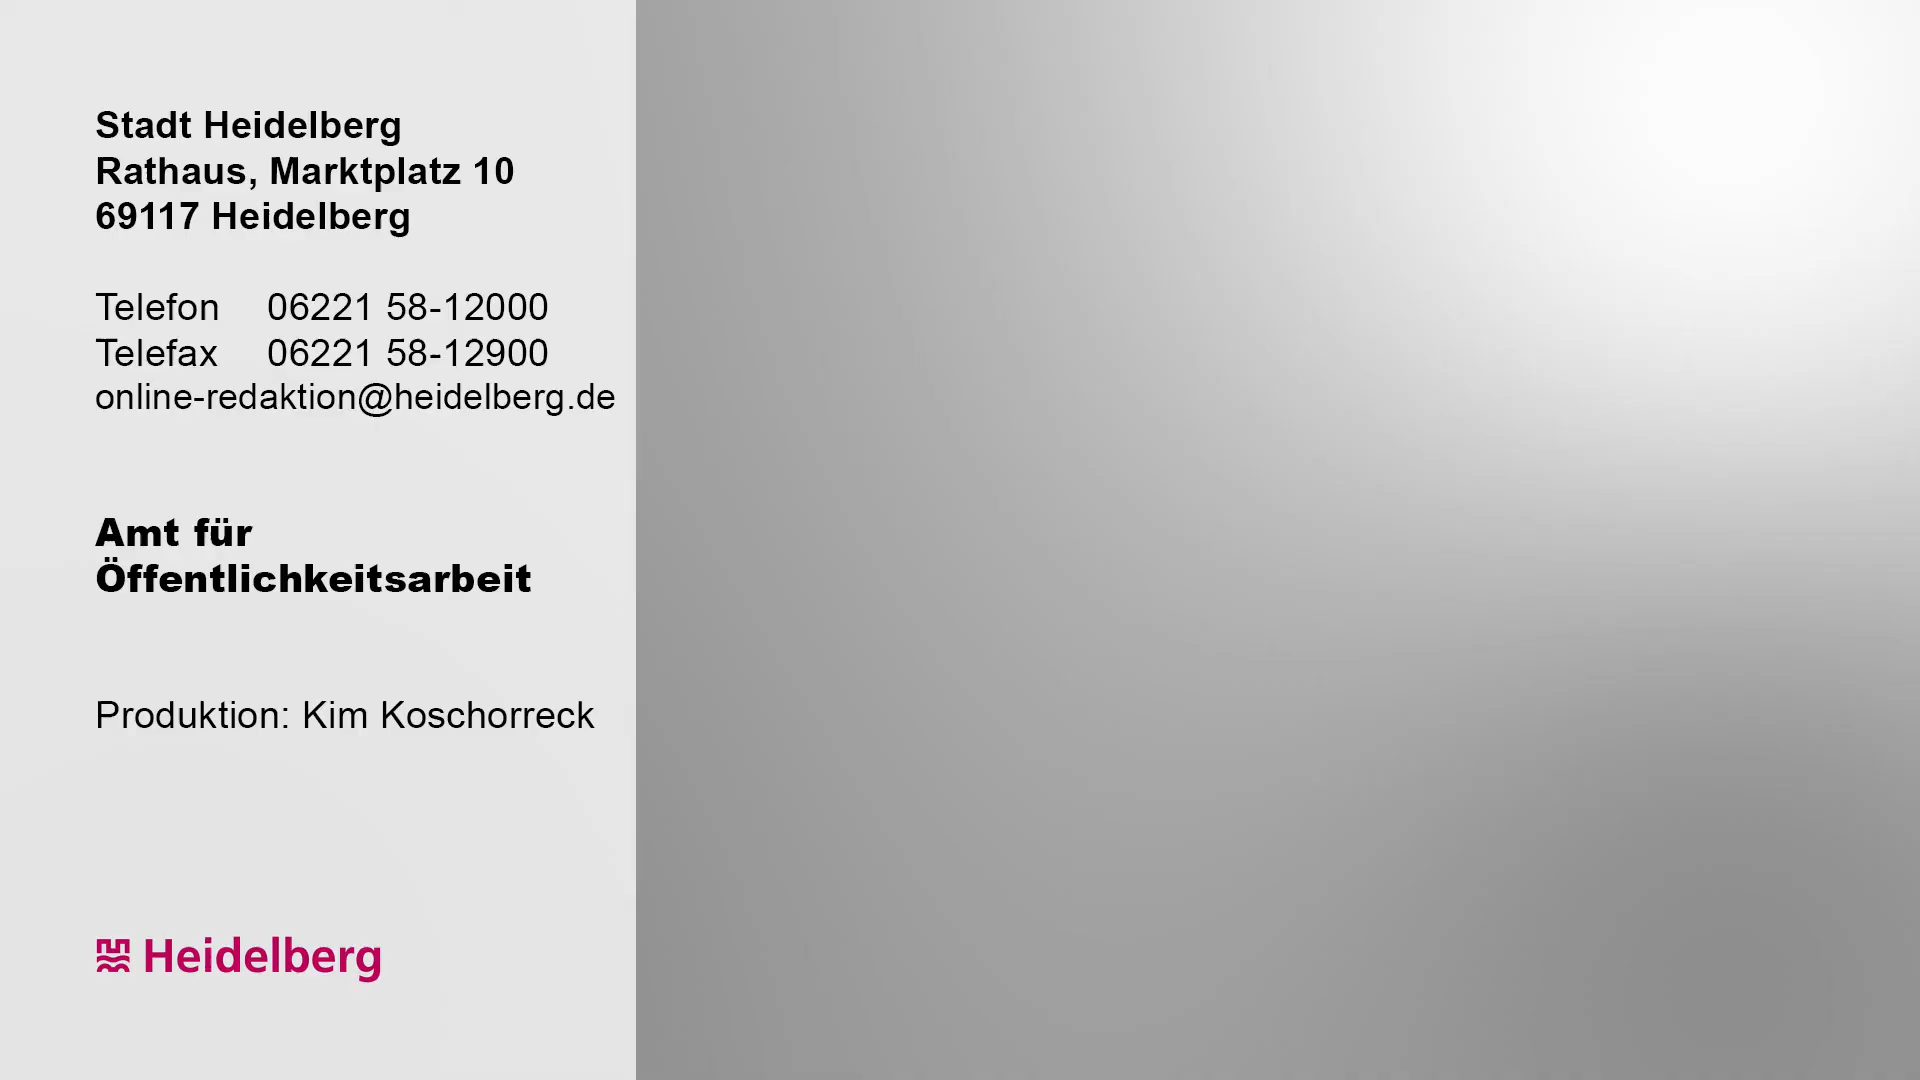 Stadt Heidelberg
Rathaus, Marktplatz 10
69117 Heidelberg
Telefon 06221 58-12000
Telefax 06221 58-12900
online-redaktion@heidelberg.de
Amt für
Öffentlichkeitsarbeit
Produktion: Kim Koschorreck
Heidelberg